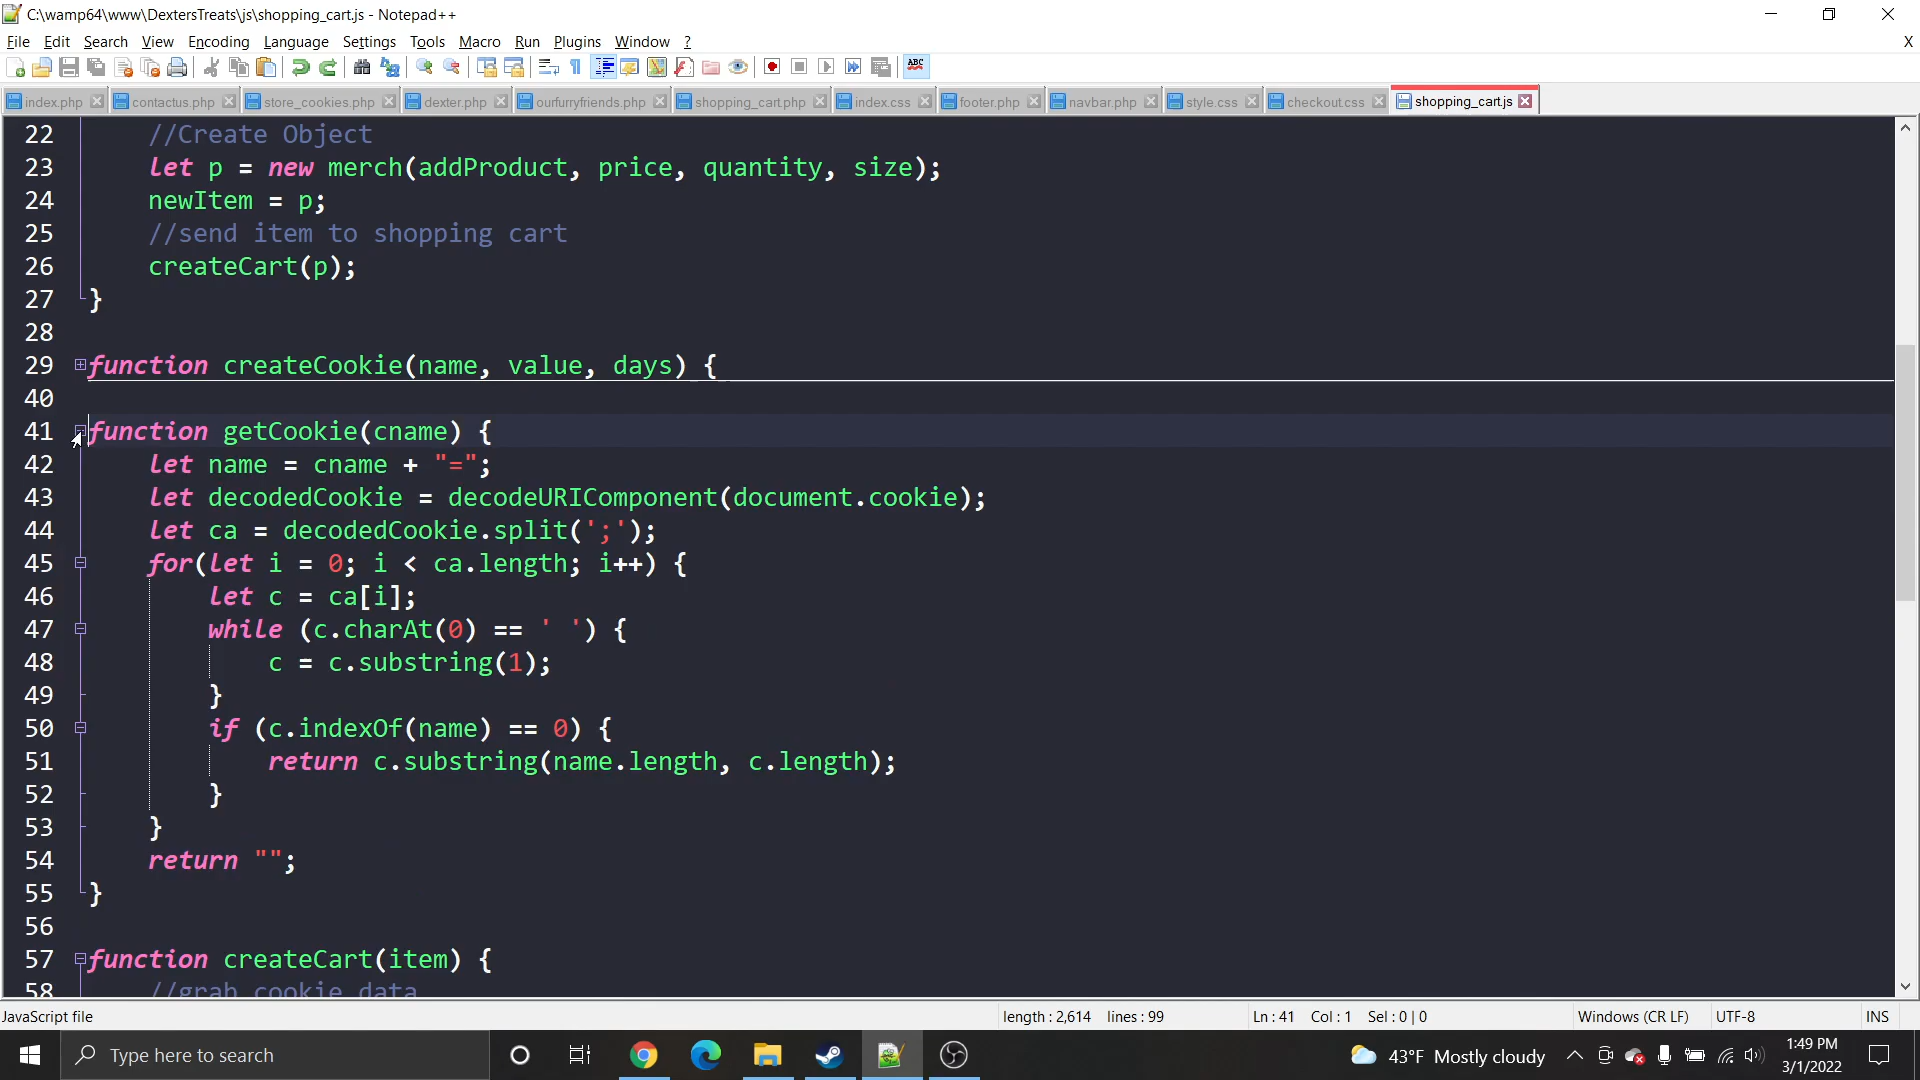 C:\wamp64\www\DextersTreats\js\shopping_cart.js - Notepad++
File Edit Search View Encoding Language Settings Tools Macro Run Plugins Window ? X
ABC
index.php contactus.php store_cookies.php dexter.php ourfurryfriends.php shopping_cart.php index.css footer.php navbar.php style.css checkout.css shopping_cart.js
22 //Create Object
23 let p = new merch(addProduct, price, quantity, size);
24 newItem = p;
25 //send item to shopping cart
26 createCart(p);
27 }
28
29 function createCookie(name, value, days) {
40
41 function getCookie(cname) {
42 let name = cname + "=";
43 let decodedCookie = decodeURIComponent(document.cookie);
44 let ca = decodedCookie.split(';');
45 for(let i = 0; i < ca.length; i++) {
46 let c = ca[i];
47 while (c.charAt(0) == ' ') {
48 c = c.substring(1);
49 }
50 if (c.indexOf(name) == 0) {
51 return c.substring(name.length, c.length);
52 }
53 }
54 return "";
55 }
56
57 function createCart(item) {
58 //grab cookie data
JavaScript file length : 2,614 lines : 99 Ln : 41 Col : 1 Sel : 0 | 0 Windows (CR LF) UTF-8 INS
Type here to search 43°F Mostly cloudy 1:49 PM
3/1/2022